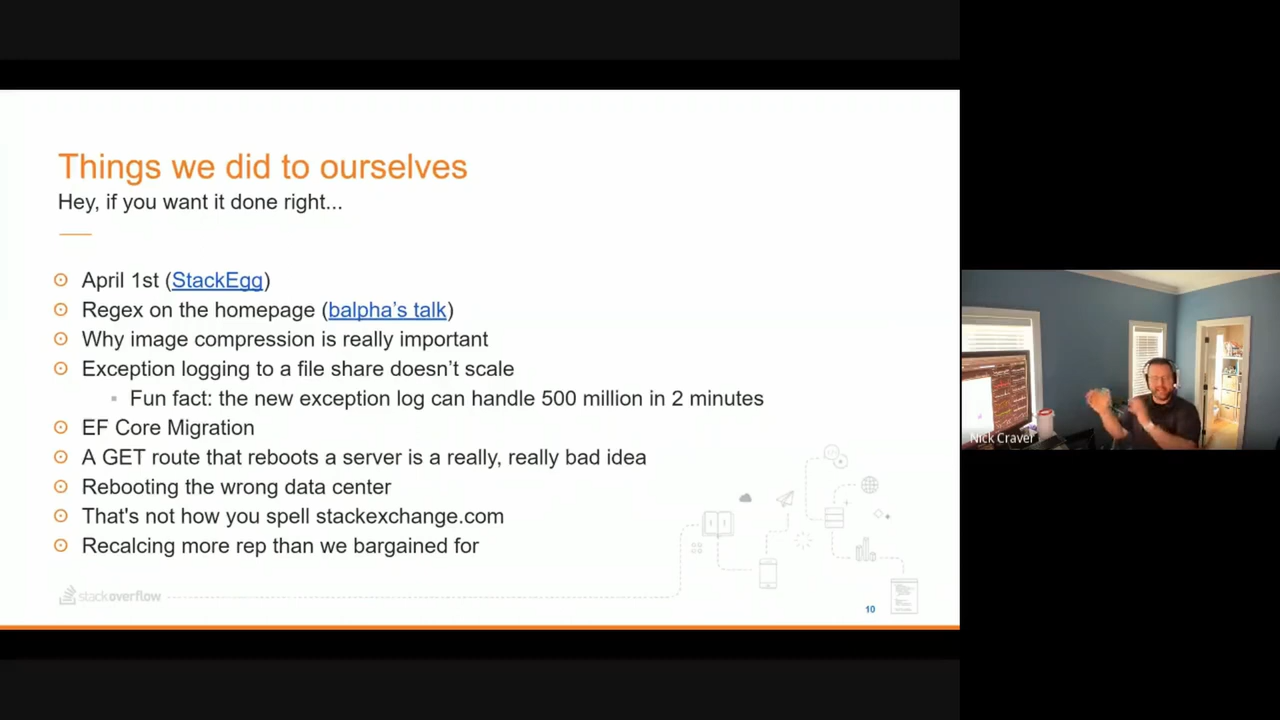 Things we did to ourselves
Hey, if you want it done right...
April 1st (StackEgg)
Regex on the homepage (balpha’s talk)
Why image compression is really important
Exception logging to a file share doesn’t scale
Fun fact: the new exception log can handle 500 million in 2 minutes
EF Core Migration
A GET route that reboots a server is a really, really bad idea
Rebooting the wrong data center
That's not how you spell stackexchange.com
Recalcing more rep than we bargained for
stackoverflow
10
Nick Craver